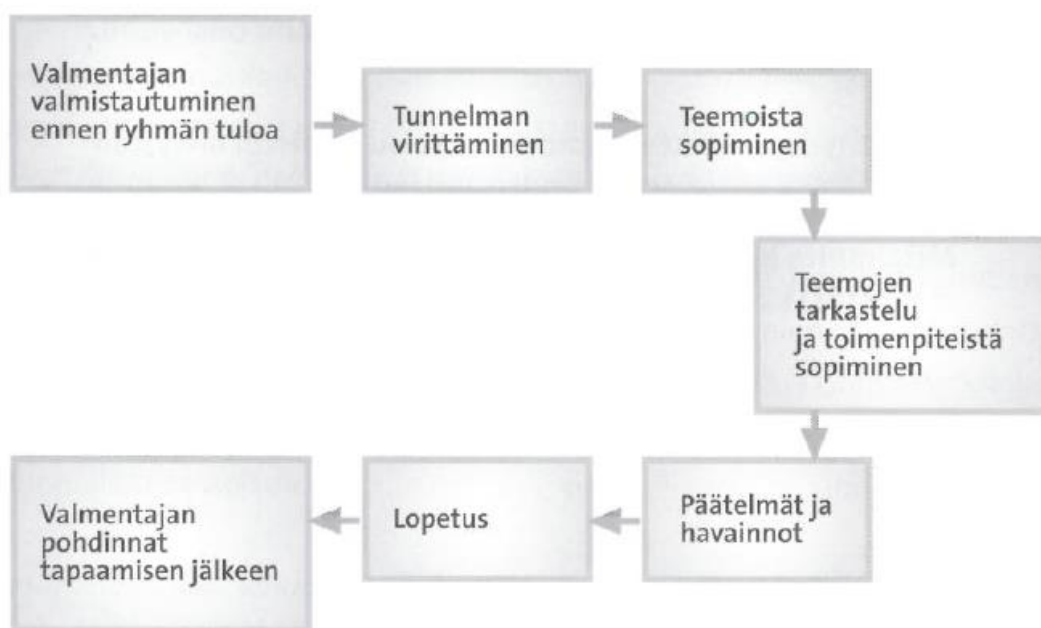 Valmentajan
valmistautuminen
ennen ryhmän tuloa
Tunnelman
virittäminen
Teemoista
sopiminen
Teemojen
tarkastelu
ja toimenpiteistä
sopiminen
Päätelmät ja
havainnot
Lopetus
Valmentajan
pohdinnat
tapaamisen jälkeen